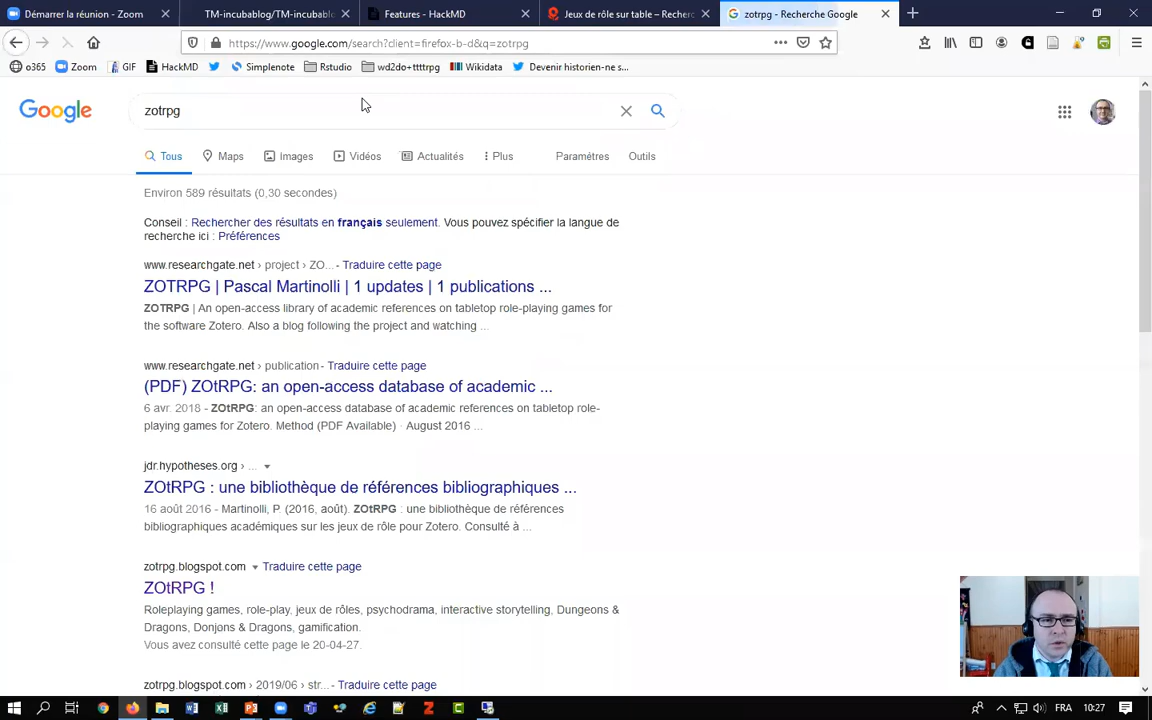 Démarrer la réunion - Zoom
TM-incubablog/TM-incubablo
Features - HackMD
Jeux de rôle sur table – Recherc
zotrpg - Recherche Google
https://www.google.com/search?client=firefox-b-d&q=zotrpg
o365 Zoom GIF HackMD Simplenote Rstudio wd2do+ttttrpg Wikidata Devenir historien-ne s...
Google
zotrpg
Tous Maps Images Vidéos Actualités Plus Paramètres Outils
Environ 589 résultats (0,30 secondes)
Conseil : Rechercher des résultats en français seulement. Vous pouvez spécifier la langue de
recherche ici : Préférences
www.researchgate.net › project › ZO... - Traduire cette page
ZOTRPG | Pascal Martinolli | 1 updates | 1 publications ...
ZOTRPG | An open-access library of academic references on tabletop role-playing games for
the software Zotero. Also a blog following the project and watching ...
www.researchgate.net › publication - Traduire cette page
(PDF) ZOtRPG: an open-access database of academic ...
6 avr. 2018 - ZOtRPG: an open-access database of academic references on tabletop role-
playing games for Zotero. Method (PDF Available) · August 2016 ...
jdr.hypotheses.org › ...
ZOtRPG : une bibliothèque de références bibliographiques ...
16 août 2016 - Martinolli, P. (2016, août). ZOtRPG : une bibliothèque de références
bibliographiques académiques sur les jeux de rôle pour Zotero. Consulté à ...
zotrpg.blogspot.com Traduire cette page
ZOtRPG !
Roleplaying games, role-play, jeux de rôles, psychodrama, interactive storytelling, Dungeons &
Dragons, Donjons & Dragons, gamification.
Vous avez consulté cette page le 20-04-27.
zotrpg.blogspot.com › 2019/06 › str... - Traduire cette page
FRA 10:27